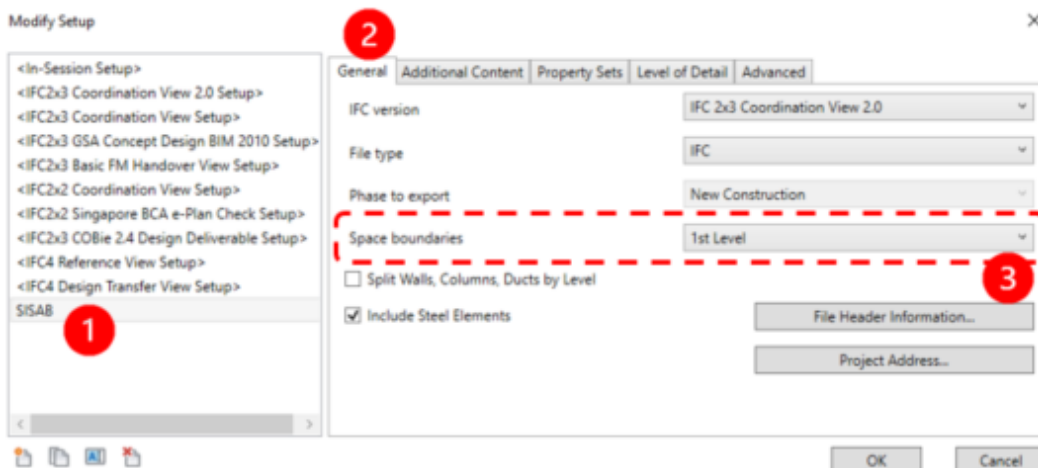 Modify Setup
<In-Session Setup>
<IFC2x3 Coordination View 2.0 Setup>
<IFC2x3 Coordination View Setup>
<IFC2x3 GSA Concept Design BIM 2010 Setup>
<IFC2x3 Basic FM Handover View Setup>
<IFC2x2 Coordination View Setup>
<IFC2x2 Singapore BCA e-Plan Check Setup>
<IFC2x3 COBie 2.4 Design Deliverable Setup>
<IFC4 Reference View Setup>
<IFC4 Design Transfer View Setup>
SISAB
1
2
General Additional Content Property Sets Level of Detail Advanced
IFC version IFC 2x3 Coordination View 2.0
File type IFC
Phase to export New Construction
Space boundaries 1st Level
3
Split Walls, Columns, Ducts by Level
Include Steel Elements
File Header Information...
Project Address...
OK Cancel